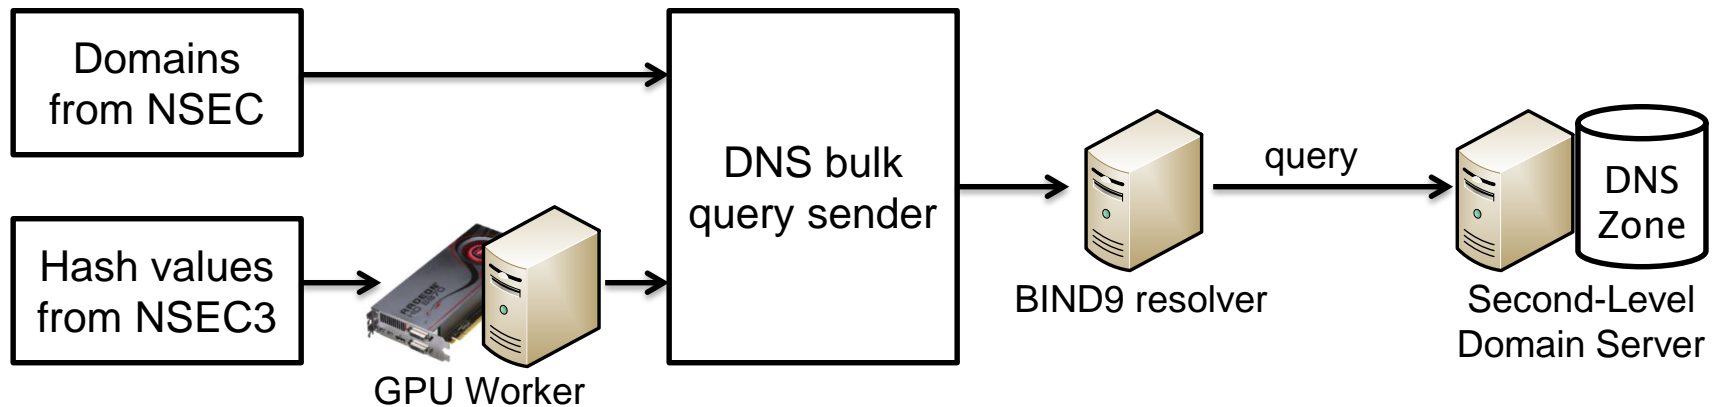 Domains
from NSEC
Hash values
from NSEC3
RADEON
GPU Worker
DNS bulk
query sender
BIND9 resolver
query
DNS
Zone
Second-Level
Domain Server